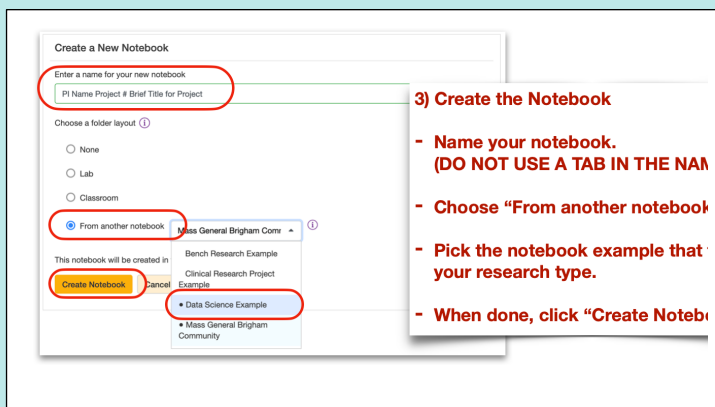 Create a New Notebook
Enter a name for your new notebook
PI Name Project # Brief Title for Project
Choose a folder layout
None
Lab
Classroom
From another notebook
Mass General Brigham
Bench Research Example
Clinical Research Project
Example
• Data Science Example
• Mass General Brigham
Community
This notebook will be created in
Create Notebook
Cancel
3) Create the Notebook
- Name your notebook.
(DO NOT USE A TAB IN THE
- Choose “From another notebook
- Pick the notebook example that
your research type.
- When done, click “Create